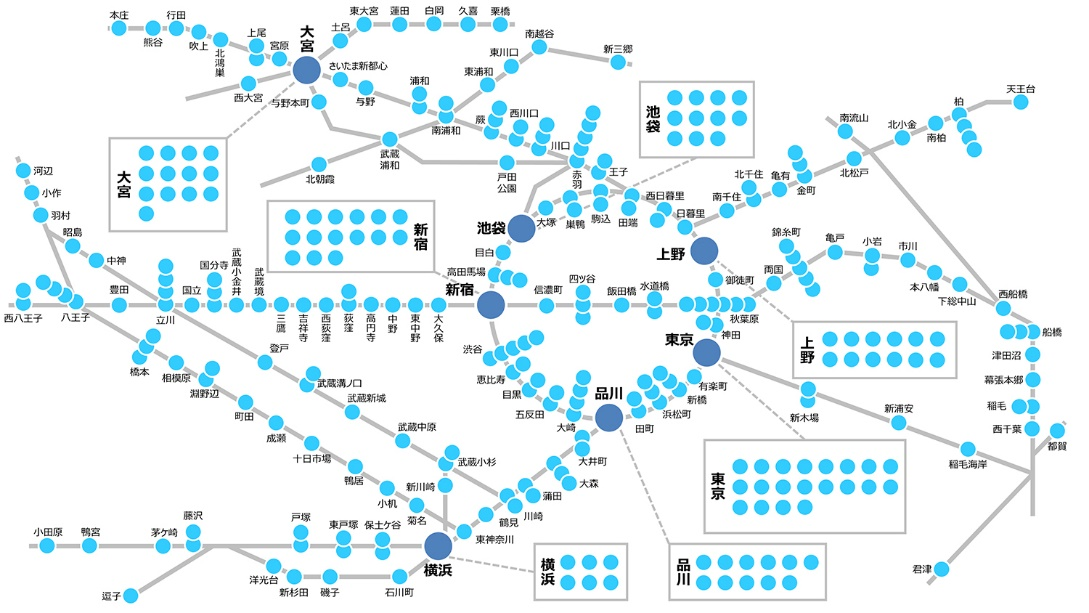 本庄
熊谷
行田
吹上
北鴻巣
上尾
宮原
大宮
土呂
東大宮
蓮田
白岡
久喜
栗橋
南越谷
東川口
新三郷
東浦和
さいたま新都心
与野
浦和
西大宮
与野本町
南浦和
蕨
西川口
川口
武蔵浦和
北朝霞
戸田公園
赤羽
王子
池袋
大宮
新宿
河辺
小作
羽村
昭島
中神
天王台
柏
南柏
北小金
南流山
北松戸
金町
亀有
北千住
南千住
日暮里
西日暮里
田端
駒込
巣鴨
大塚
池袋
目白
高田馬場
新宿
上野
御徒町
秋葉原
神田
東京
西八王子
八王子
豊田
立川
国立
国分寺
武蔵小金井
武蔵境
三鷹
吉祥寺
西荻窪
荻窪
高円寺
中野
東中野
大久保
信濃町
四ツ谷
飯田橋
水道橋
両国
錦糸町
亀戸
小岩
市川
本八幡
下総中山
西船橋
船橋
津田沼
幕張本郷
稲毛
西千葉
都賀
君津
渋谷
恵比寿
目黒
五反田
大崎
品川
田町
浜松町
新橋
有楽町
上野
新木場
新浦安
稲毛海岸
橋本
相模原
淵野辺
町田
成瀬
十日市場
鴨居
小机
菊名
登戸
武蔵溝ノ口
武蔵新城
武蔵中原
武蔵小杉
新川崎
大井町
大森
蒲田
川崎
鶴見
東神奈川
横浜
東京
品川
横浜
小田原
鴨宮
茅ケ崎
藤沢
戸塚
東戸塚
保土ケ谷
逗子
洋光台
新杉田
磯子
石川町